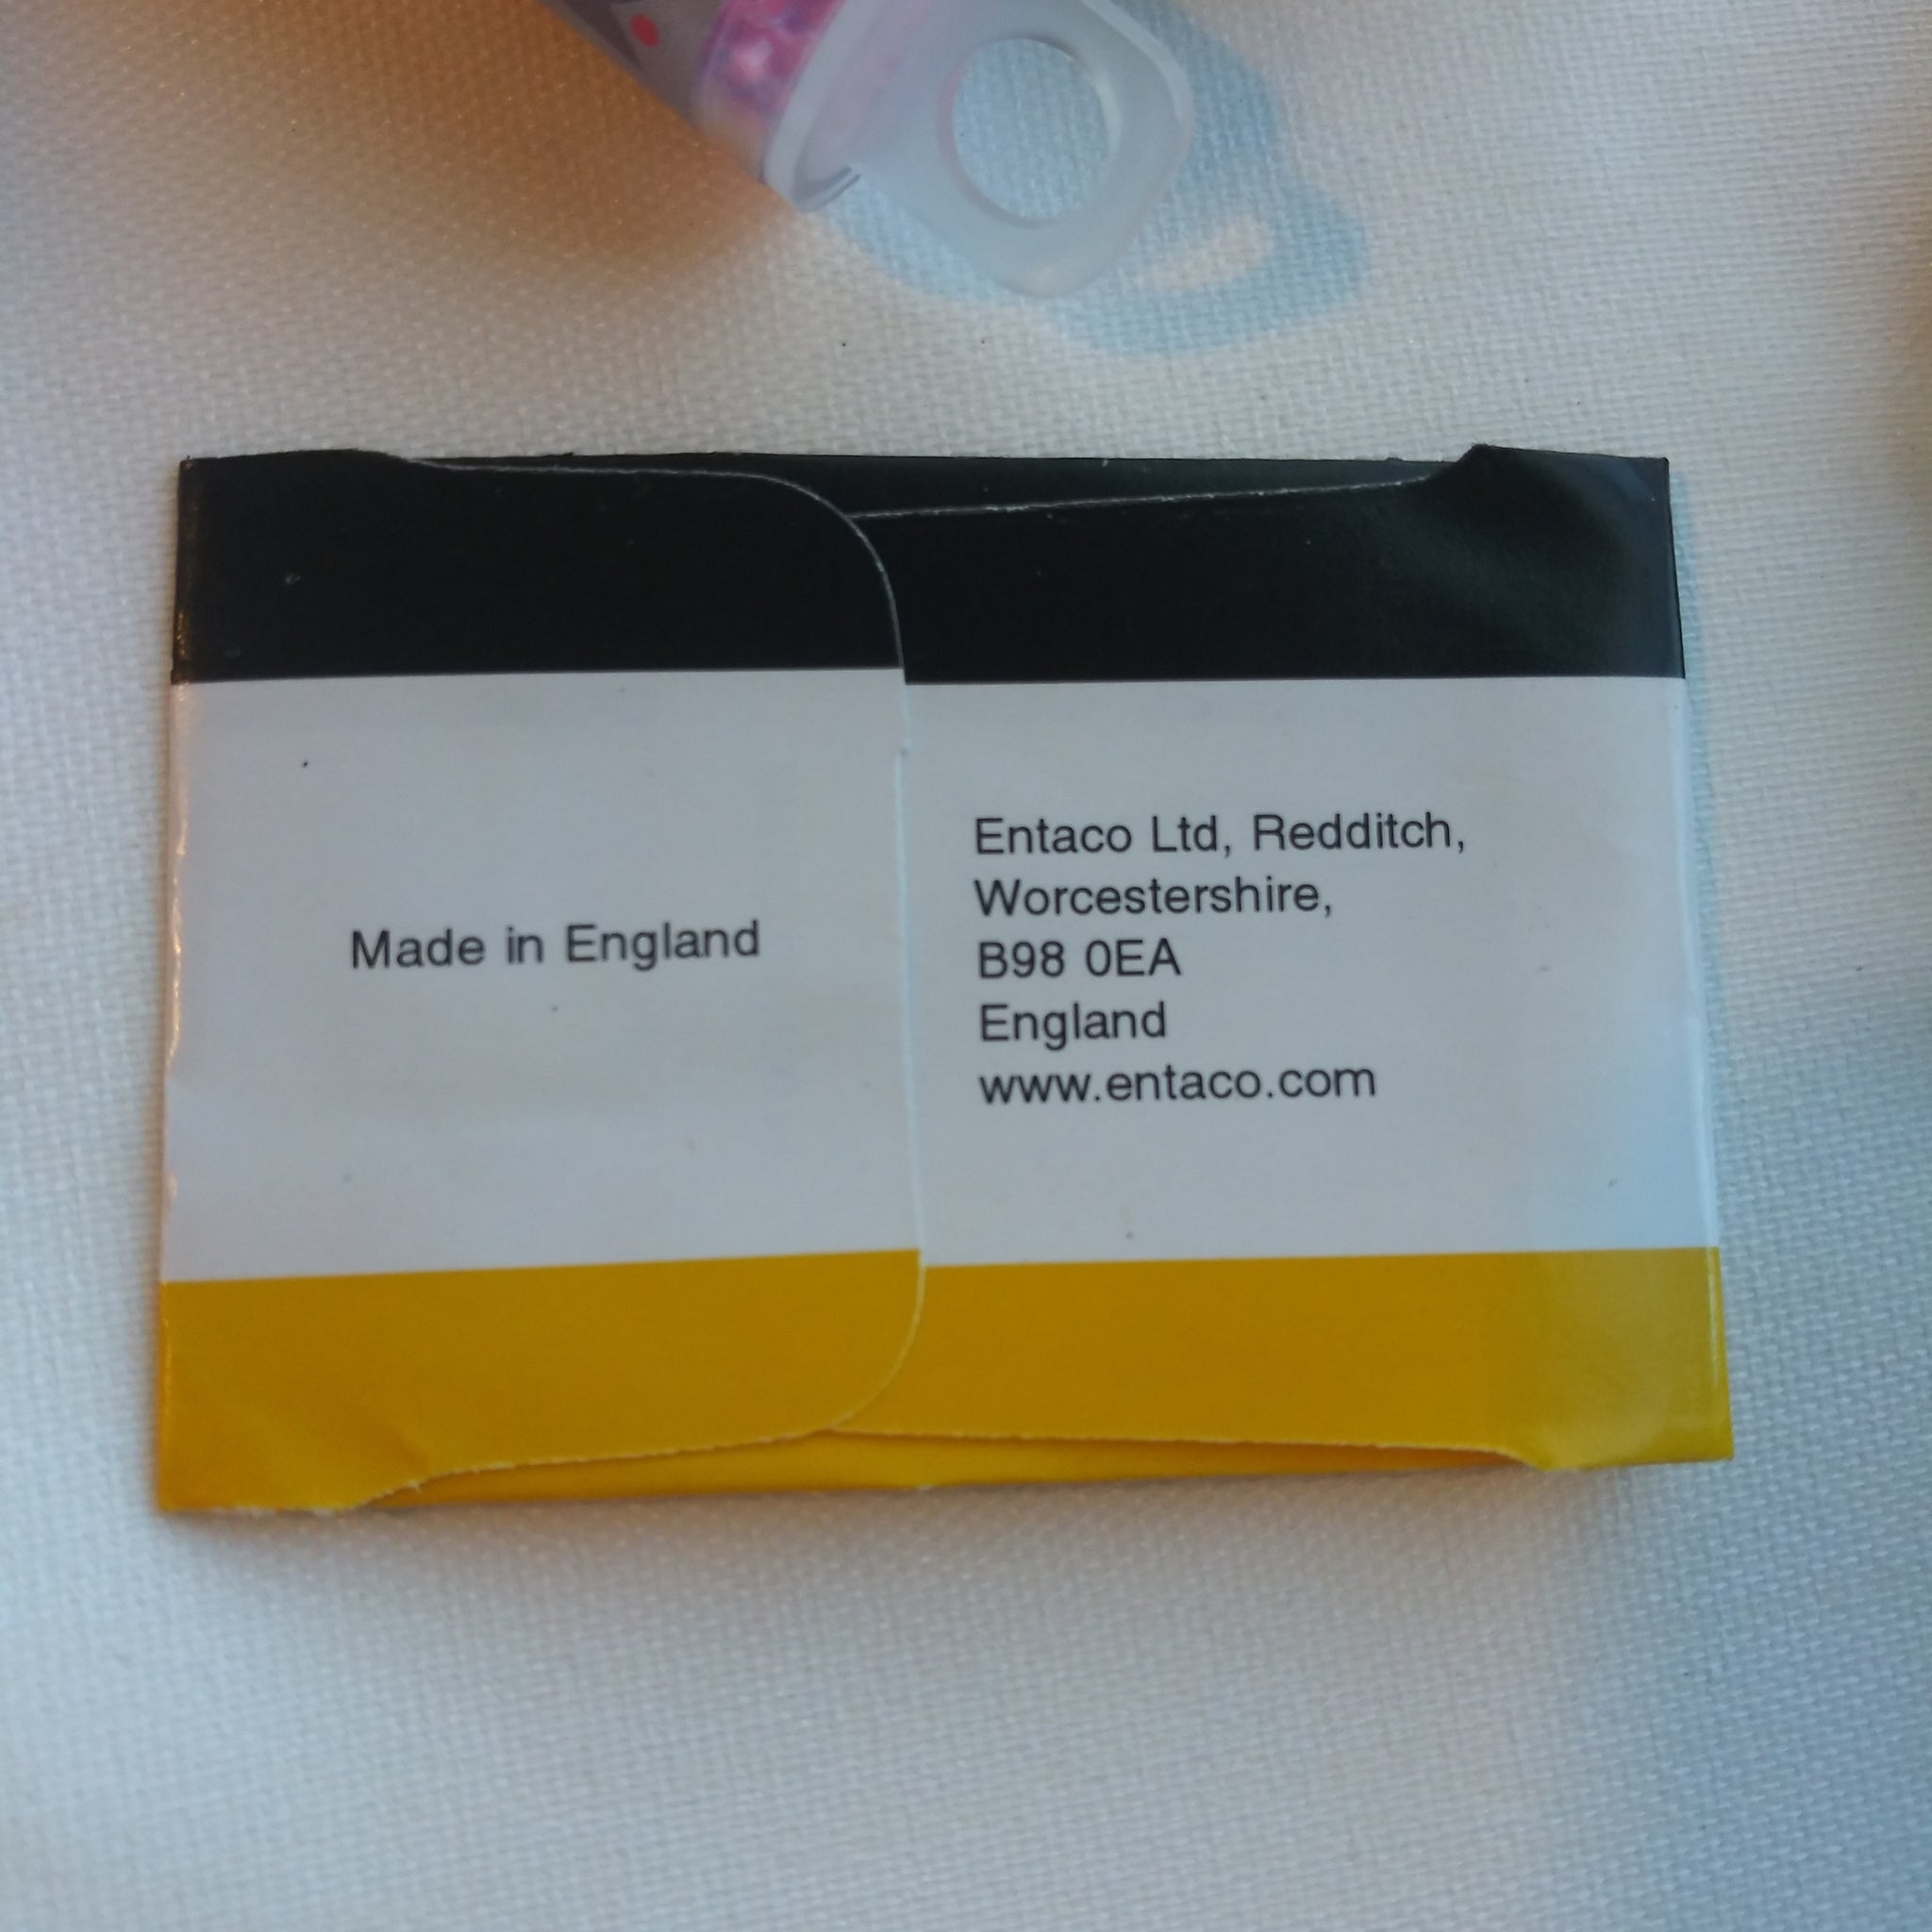 Made in England
Entaco Ltd, Redditch,
Worcestershire,
B98 0EA
England
www.entaco.com